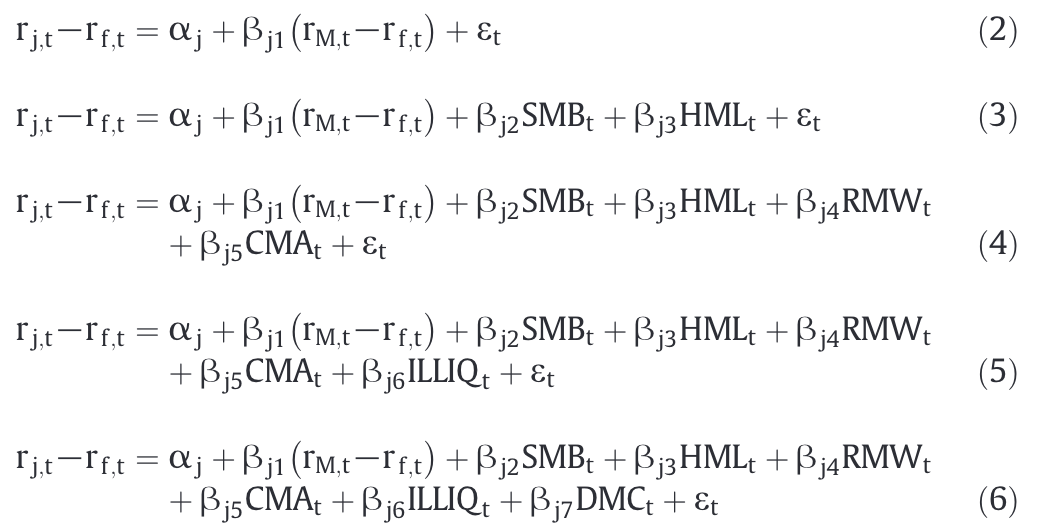 r_{j,t}−r_{f,t} = α_j + β_{j1}(r_{M,t}−r_{f,t}) + ε_t (2)
r_{j,t}−r_{f,t} = α_j + β_{j1}(r_{M,t}−r_{f,t}) + β_{j2}SMB_t + β_{j3}HML_t + ε_t (3)
r_{j,t}−r_{f,t} = α_j + β_{j1}(r_{M,t}−r_{f,t}) + β_{j2}SMB_t + β_{j3}HML_t + β_{j4}RMW_t
+ β_{j5}CMA_t + ε_t (4)
r_{j,t}−r_{f,t} = α_j + β_{j1}(r_{M,t}−r_{f,t}) + β_{j2}SMB_t + β_{j3}HML_t + β_{j4}RMW_t
+ β_{j5}CMA_t + β_{j6}ILLIQ_t + ε_t (5)
r_{j,t}−r_{f,t} = α_j + β_{j1}(r_{M,t}−r_{f,t}) + β_{j2}SMB_t + β_{j3}HML_t + β_{j4}RMW_t
+ β_{j5}CMA_t + β_{j6}ILLIQ_t + β_{j7}DMC_t + ε_t (6)